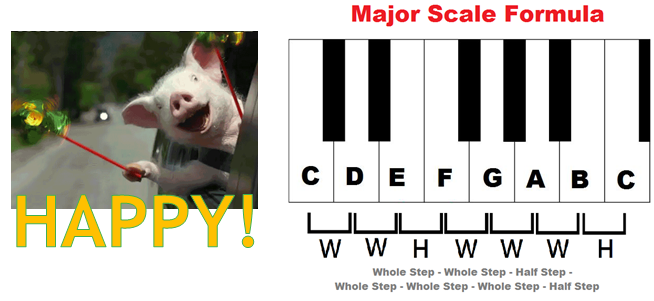 HAPPY!
Major Scale Formula
C D E F G A B C
W W H W W W H
Whole Step - Whole Step - Half Step -
Whole Step - Whole Step - Whole Step - Half Step